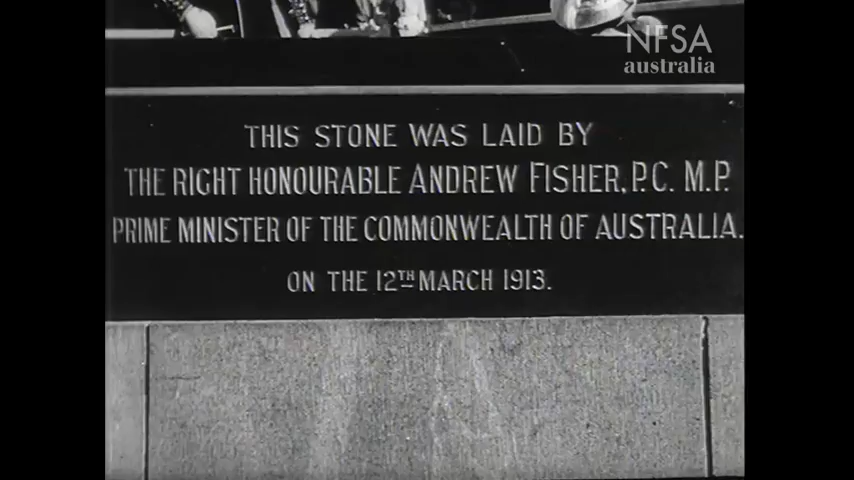 NFSA
australia
THIS STONE WAS LAID BY
THE RIGHT HONOURABLE ANDREW FISHER, P.C. M.P.
PRIME MINISTER OF THE COMMONWEALTH OF AUSTRALIA.
ON THE 12TH MARCH 1913.